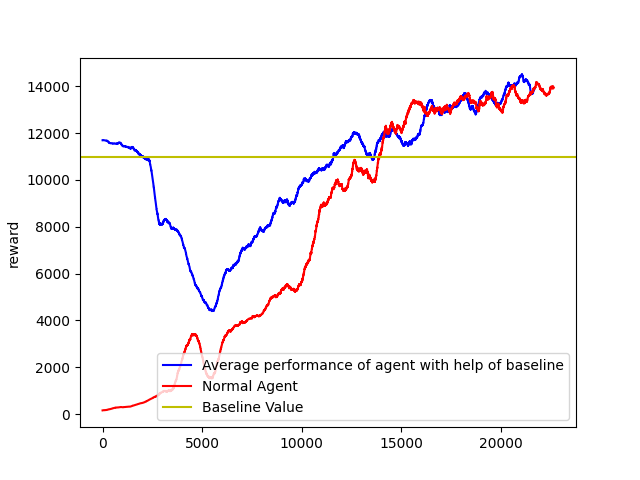 14000
12000
10000
8000
6000
4000
2000
0
reward
Average performance of agent with help of baseline
Normal Agent
Baseline Value
0 5000 10000 15000 20000